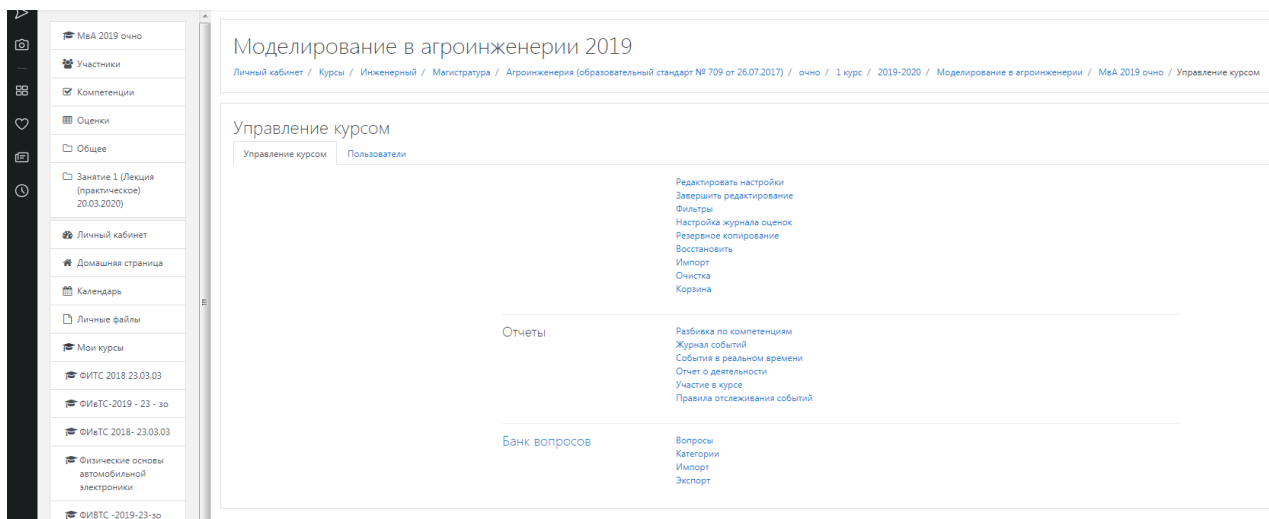 МвА 2019 очно
Участники
Компетенции
Оценки
Общее
Занятие 1 (Лекция
(практическое)
20.03.2020)
Личный кабинет
Домашняя страница
Календарь
Личные файлы
Мои курсы
ФИТС 2018 23.03.03
ФИвТС-2019 - 23 - зо
ФИвТС 2018- 23.03.03
Физические основы
автомобильной
электроники
ФИВТС -2019-23-зо
Моделирование в агроинженерии 2019
Личный кабинет / Курсы / Инженерный / Магистратура / Агроинженерия (образовательный стандарт № 709 от 26.07.2017) / очно / 1 курс / 2019-2020 / Моделирование в агроинженерии / МвА 2019 очно / Управление курсом
Управление курсом
Управление курсом Пользователи
Редактировать настройки
Завершить редактирование
Фильтры
Настройка журнала оценок
Резервное копирование
Восстановить
Импорт
Очистка
Корзина
Отчеты
Разбивка по компетенциям
Журнал событий
События в реальном времени
Отчет о деятельности
Участие в курсе
Правила отслеживания событий
Банк вопросов
Вопросы
Категории
Импорт
Экспорт